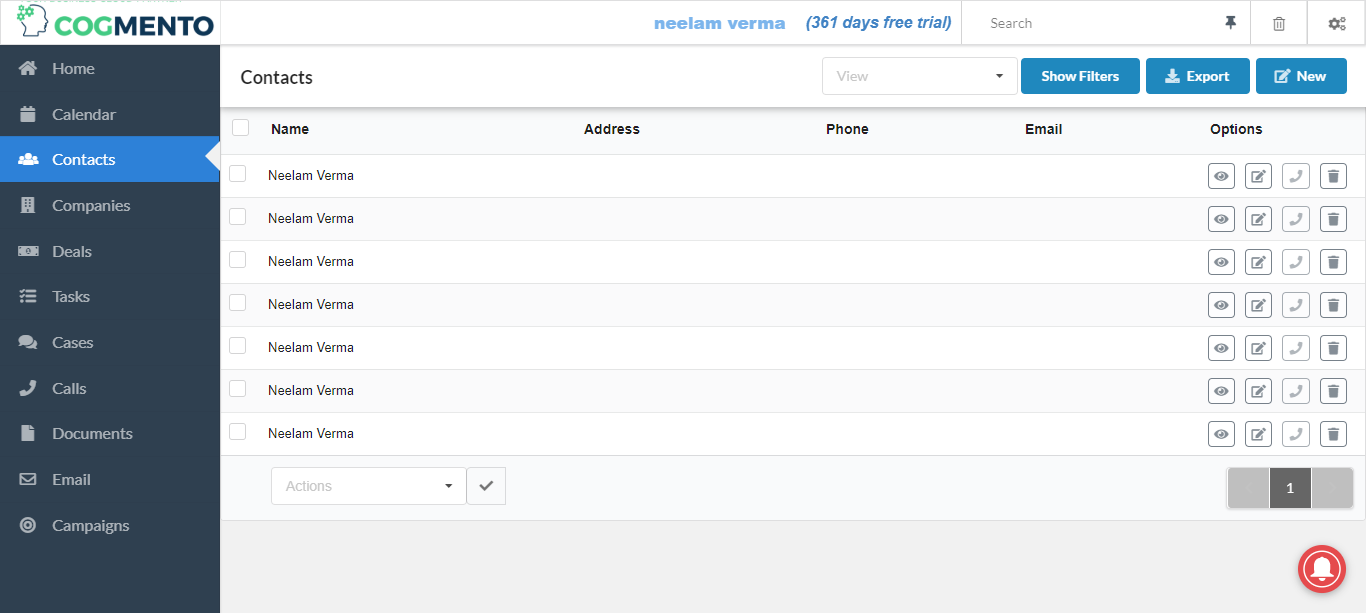 COGMENTO
neelam verma (361 days free trial) Search
Home
Calendar
Contacts
Companies
Deals
Tasks
Cases
Calls
Documents
Email
Campaigns
Contacts View Show Filters Export New
Name Address Phone Email Options
Neelam Verma
Neelam Verma
Neelam Verma
Neelam Verma
Neelam Verma
Neelam Verma
Neelam Verma
Actions 1